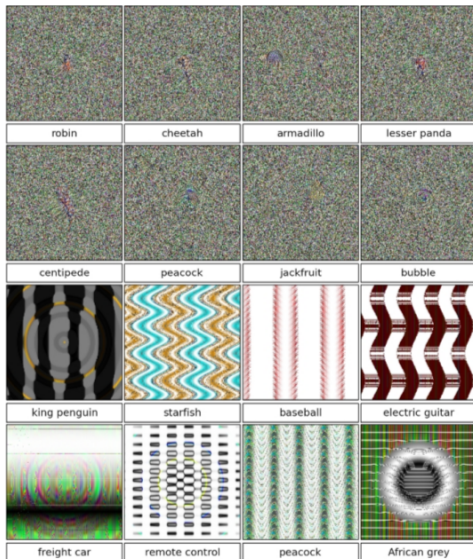 robin
cheetah
armadillo
lesser panda
centipede
peacock
jackfruit
bubble
king penguin
starfish
baseball
electric guitar
freight car
remote control
peacock
African grey